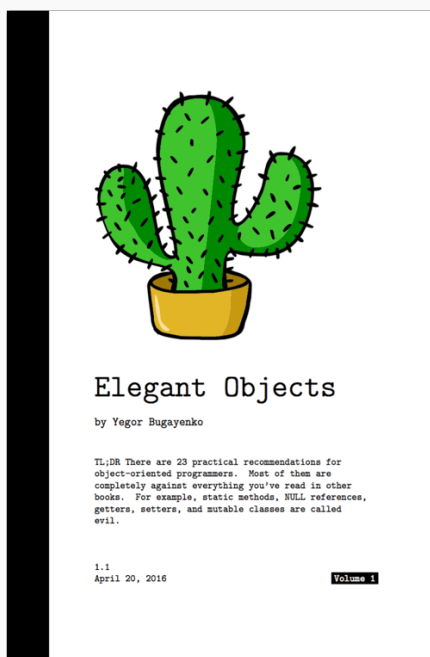 Elegant Objects
by Yegor Bugayenko
TL;DR There are 23 practical recommendations for
object-oriented programmers. Most of them are
completely against everything you've read in other
books. For example, static methods, NULL references,
getters, setters, and mutable classes are called
evil.
1.1
April 20, 2016
Volume 1